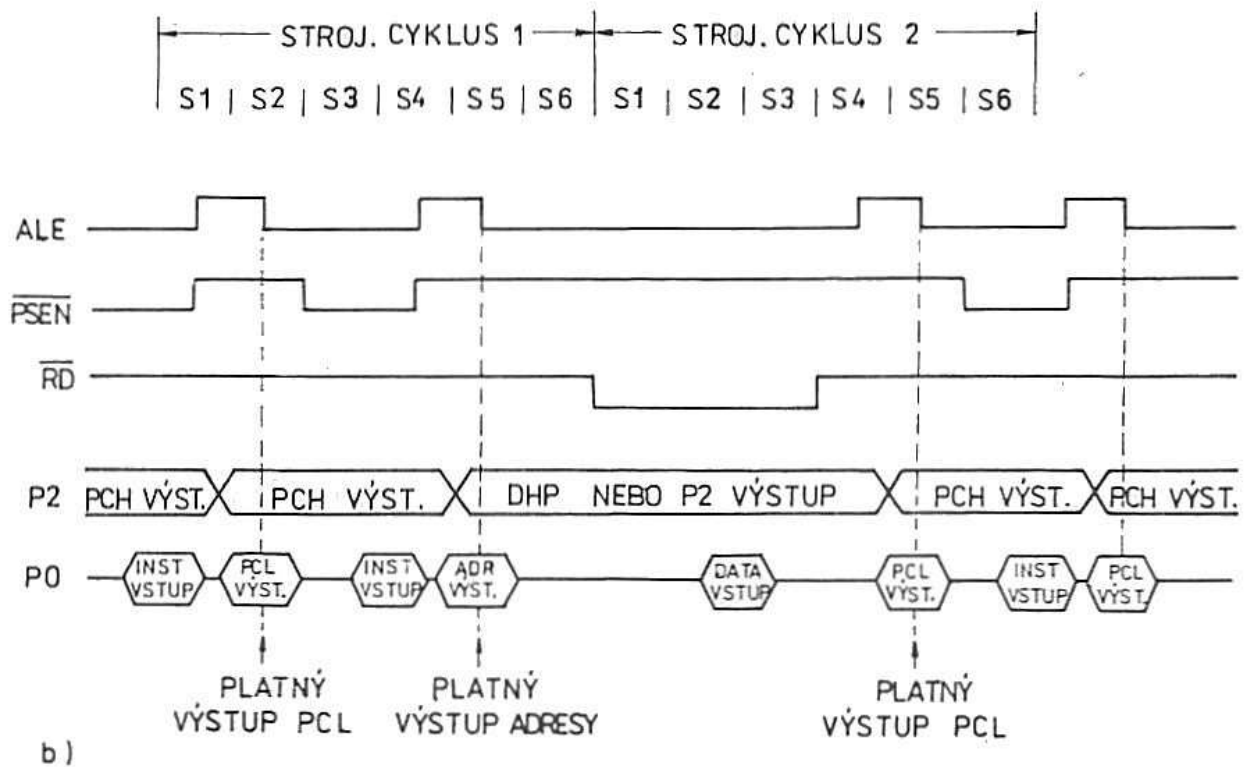 STROJ. CYKLUS 1 STROJ. CYKLUS 2
S1 | S2 | S3 | S4 | S5 | S6 | S1 | S2 | S3 | S4 | S5 | S6
ALE
PSEN
RD
P2 PCH VÝST. PCH VÝST. DHP NEBO P2 VÝSTUP PCH VÝST. PCH VÝST.
P0 INST VSTUP PCL VÝST. INST VSTUP ADR VÝST. DATA VSTUP PCL VÝST. INST VSTUP PCL VÝST.
PLATNÝ VÝSTUP PCL
PLATNÝ VÝSTUP ADRESY
PLATNÝ VÝSTUP PCL
b)